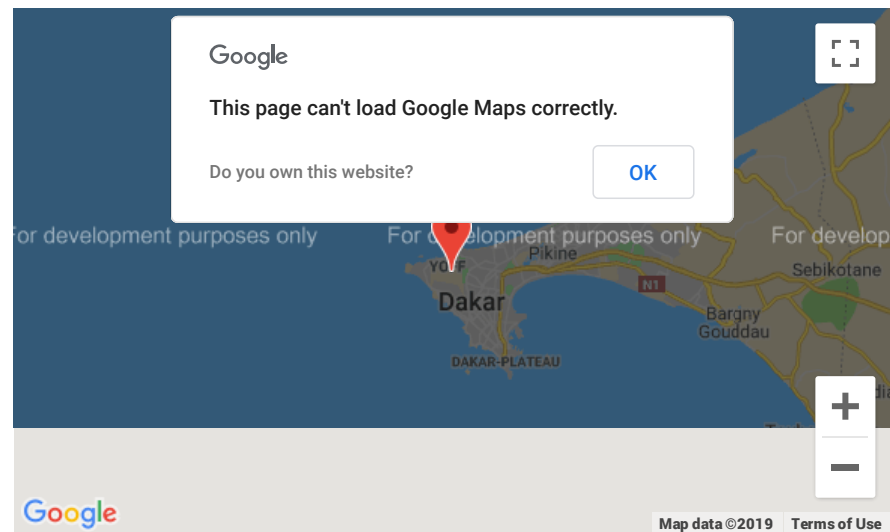 Google
This page can't load Google Maps correctly.
Do you own this website?
OK
For development purposes only
For development purposes only
For develop
YOFF
Pikine
Sebikotane
N1
Dakar
Bargny
Gouddau
DAKAR-PLATEAU
Google
Map data ©2019
Terms of Use